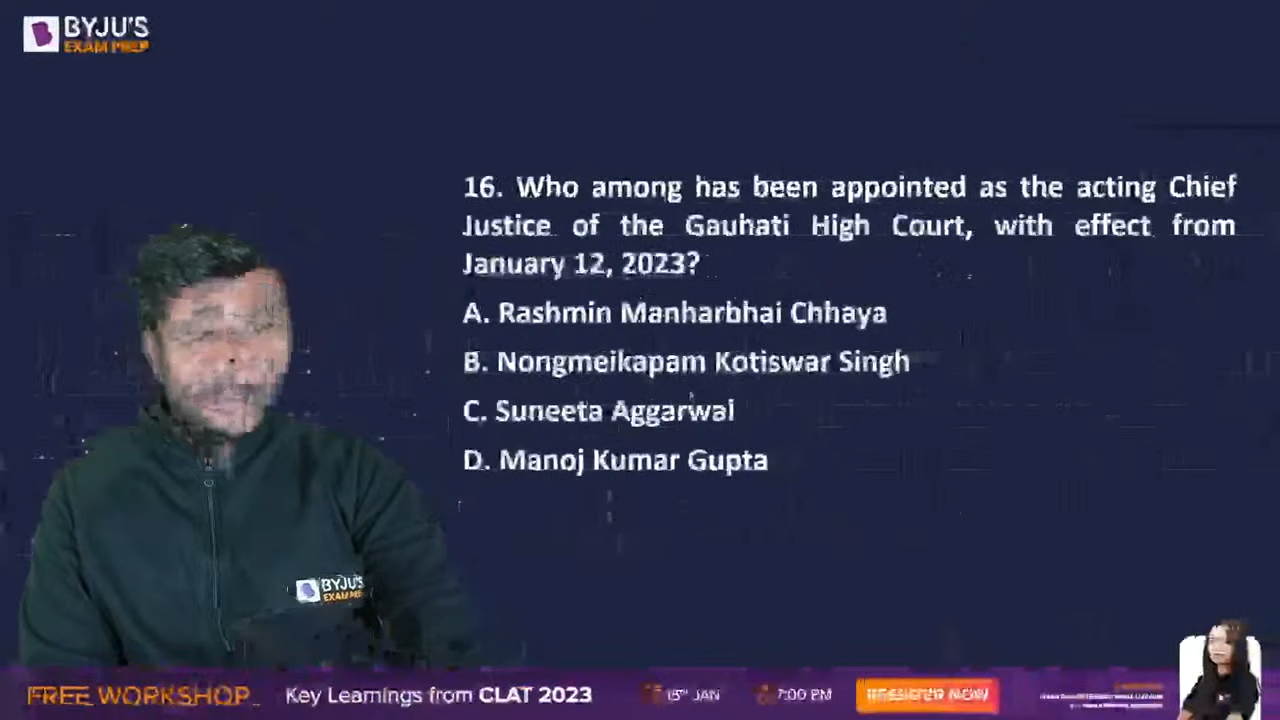 BYJU'S
EXAM PREP
16. Who among has been appointed as the acting Chief
Justice of the Gauhati High Court, with effect from
January 12, 2023?
A. Rashmin Manharbhai Chhaya
B. Nongmeikapam Kotiswar Singh
C. Suneeta Aggarwal
D. Manoj Kumar Gupta
BYJU'S
EXAM PREP
FREE WORKSHOP Key Learnings from CLAT 2023 15TH JAN 7:00 PM REGISTER NOW